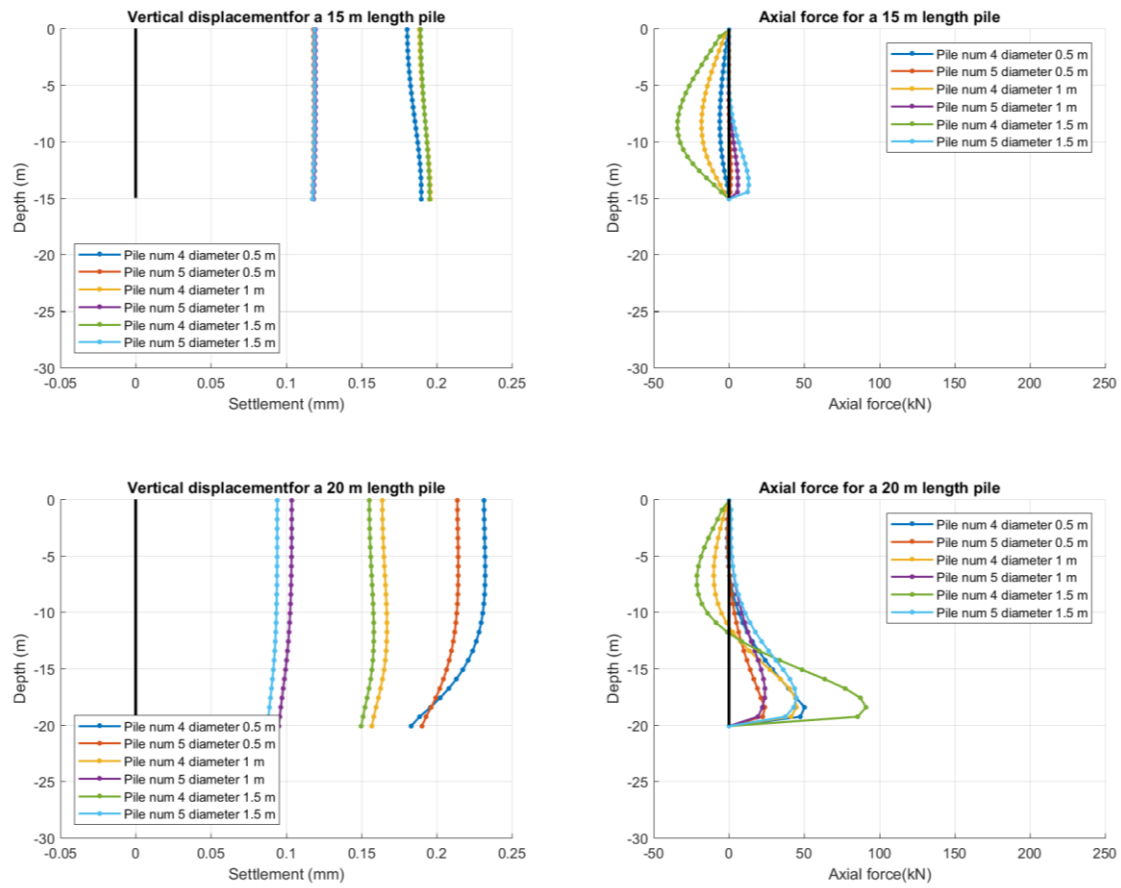 Vertical displacementfor a 15 m length pile
0
-5
-10
-15
-20
-25
-30
Depth (m)
Pile num 4 diameter 0.5 m
Pile num 5 diameter 0.5 m
Pile num 4 diameter 1 m
Pile num 5 diameter 1 m
Pile num 4 diameter 1.5 m
Pile num 5 diameter 1.5 m
-0.05 0 0.05 0.1 0.15 0.2 0.25
Settlement (mm)
Axial force for a 15 m length pile
0
-5
-10
-15
-20
-25
-30
Depth (m)
Pile num 4 diameter 0.5 m
Pile num 5 diameter 0.5 m
Pile num 4 diameter 1 m
Pile num 5 diameter 1 m
Pile num 4 diameter 1.5 m
Pile num 5 diameter 1.5 m
-50 0 50 100 150 200 250
Axial force(kN)
Vertical displacementfor a 20 m length pile
0
-5
-10
-15
-20
-25
-30
Depth (m)
Pile num 4 diameter 0.5 m
Pile num 5 diameter 0.5 m
Pile num 4 diameter 1 m
Pile num 5 diameter 1 m
Pile num 4 diameter 1.5 m
Pile num 5 diameter 1.5 m
-0.05 0 0.05 0.1 0.15 0.2 0.25
Settlement (mm)
Axial force for a 20 m length pile
0
-5
-10
-15
-20
-25
-30
Depth (m)
Pile num 4 diameter 0.5 m
Pile num 5 diameter 0.5 m
Pile num 4 diameter 1 m
Pile num 5 diameter 1 m
Pile num 4 diameter 1.5 m
Pile num 5 diameter 1.5 m
-50 0 50 100 150 200 250
Axial force(kN)